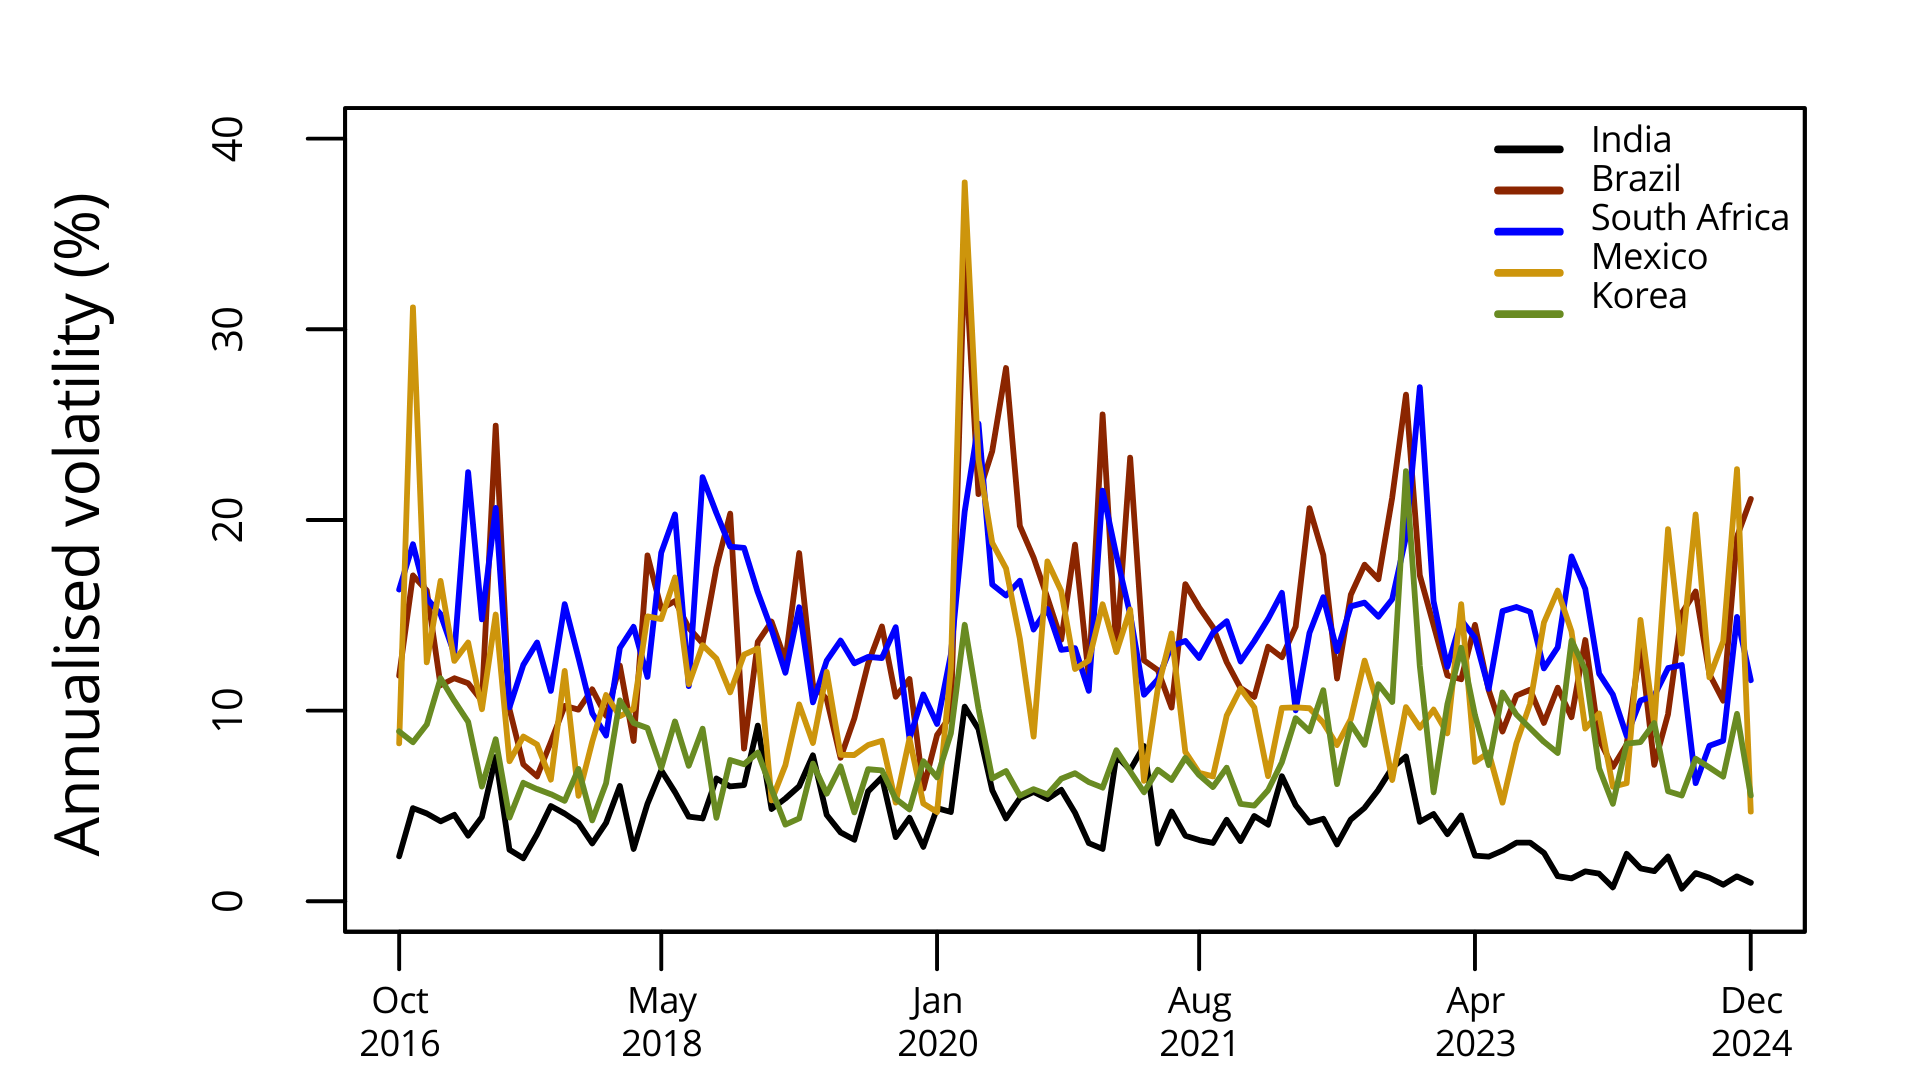 Annualised volatility (%)
40
30
20
10
0
India
Brazil
South Africa
Mexico
Korea
Oct
2016
May
2018
Jan
2020
Aug
2021
Apr
2023
Dec
2024